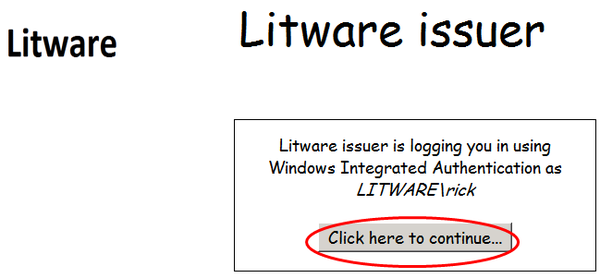 Litware
Litware issuer
Litware issuer is logging you in using
Windows Integrated Authentication as
LITWARE\rick
Click here to continue...